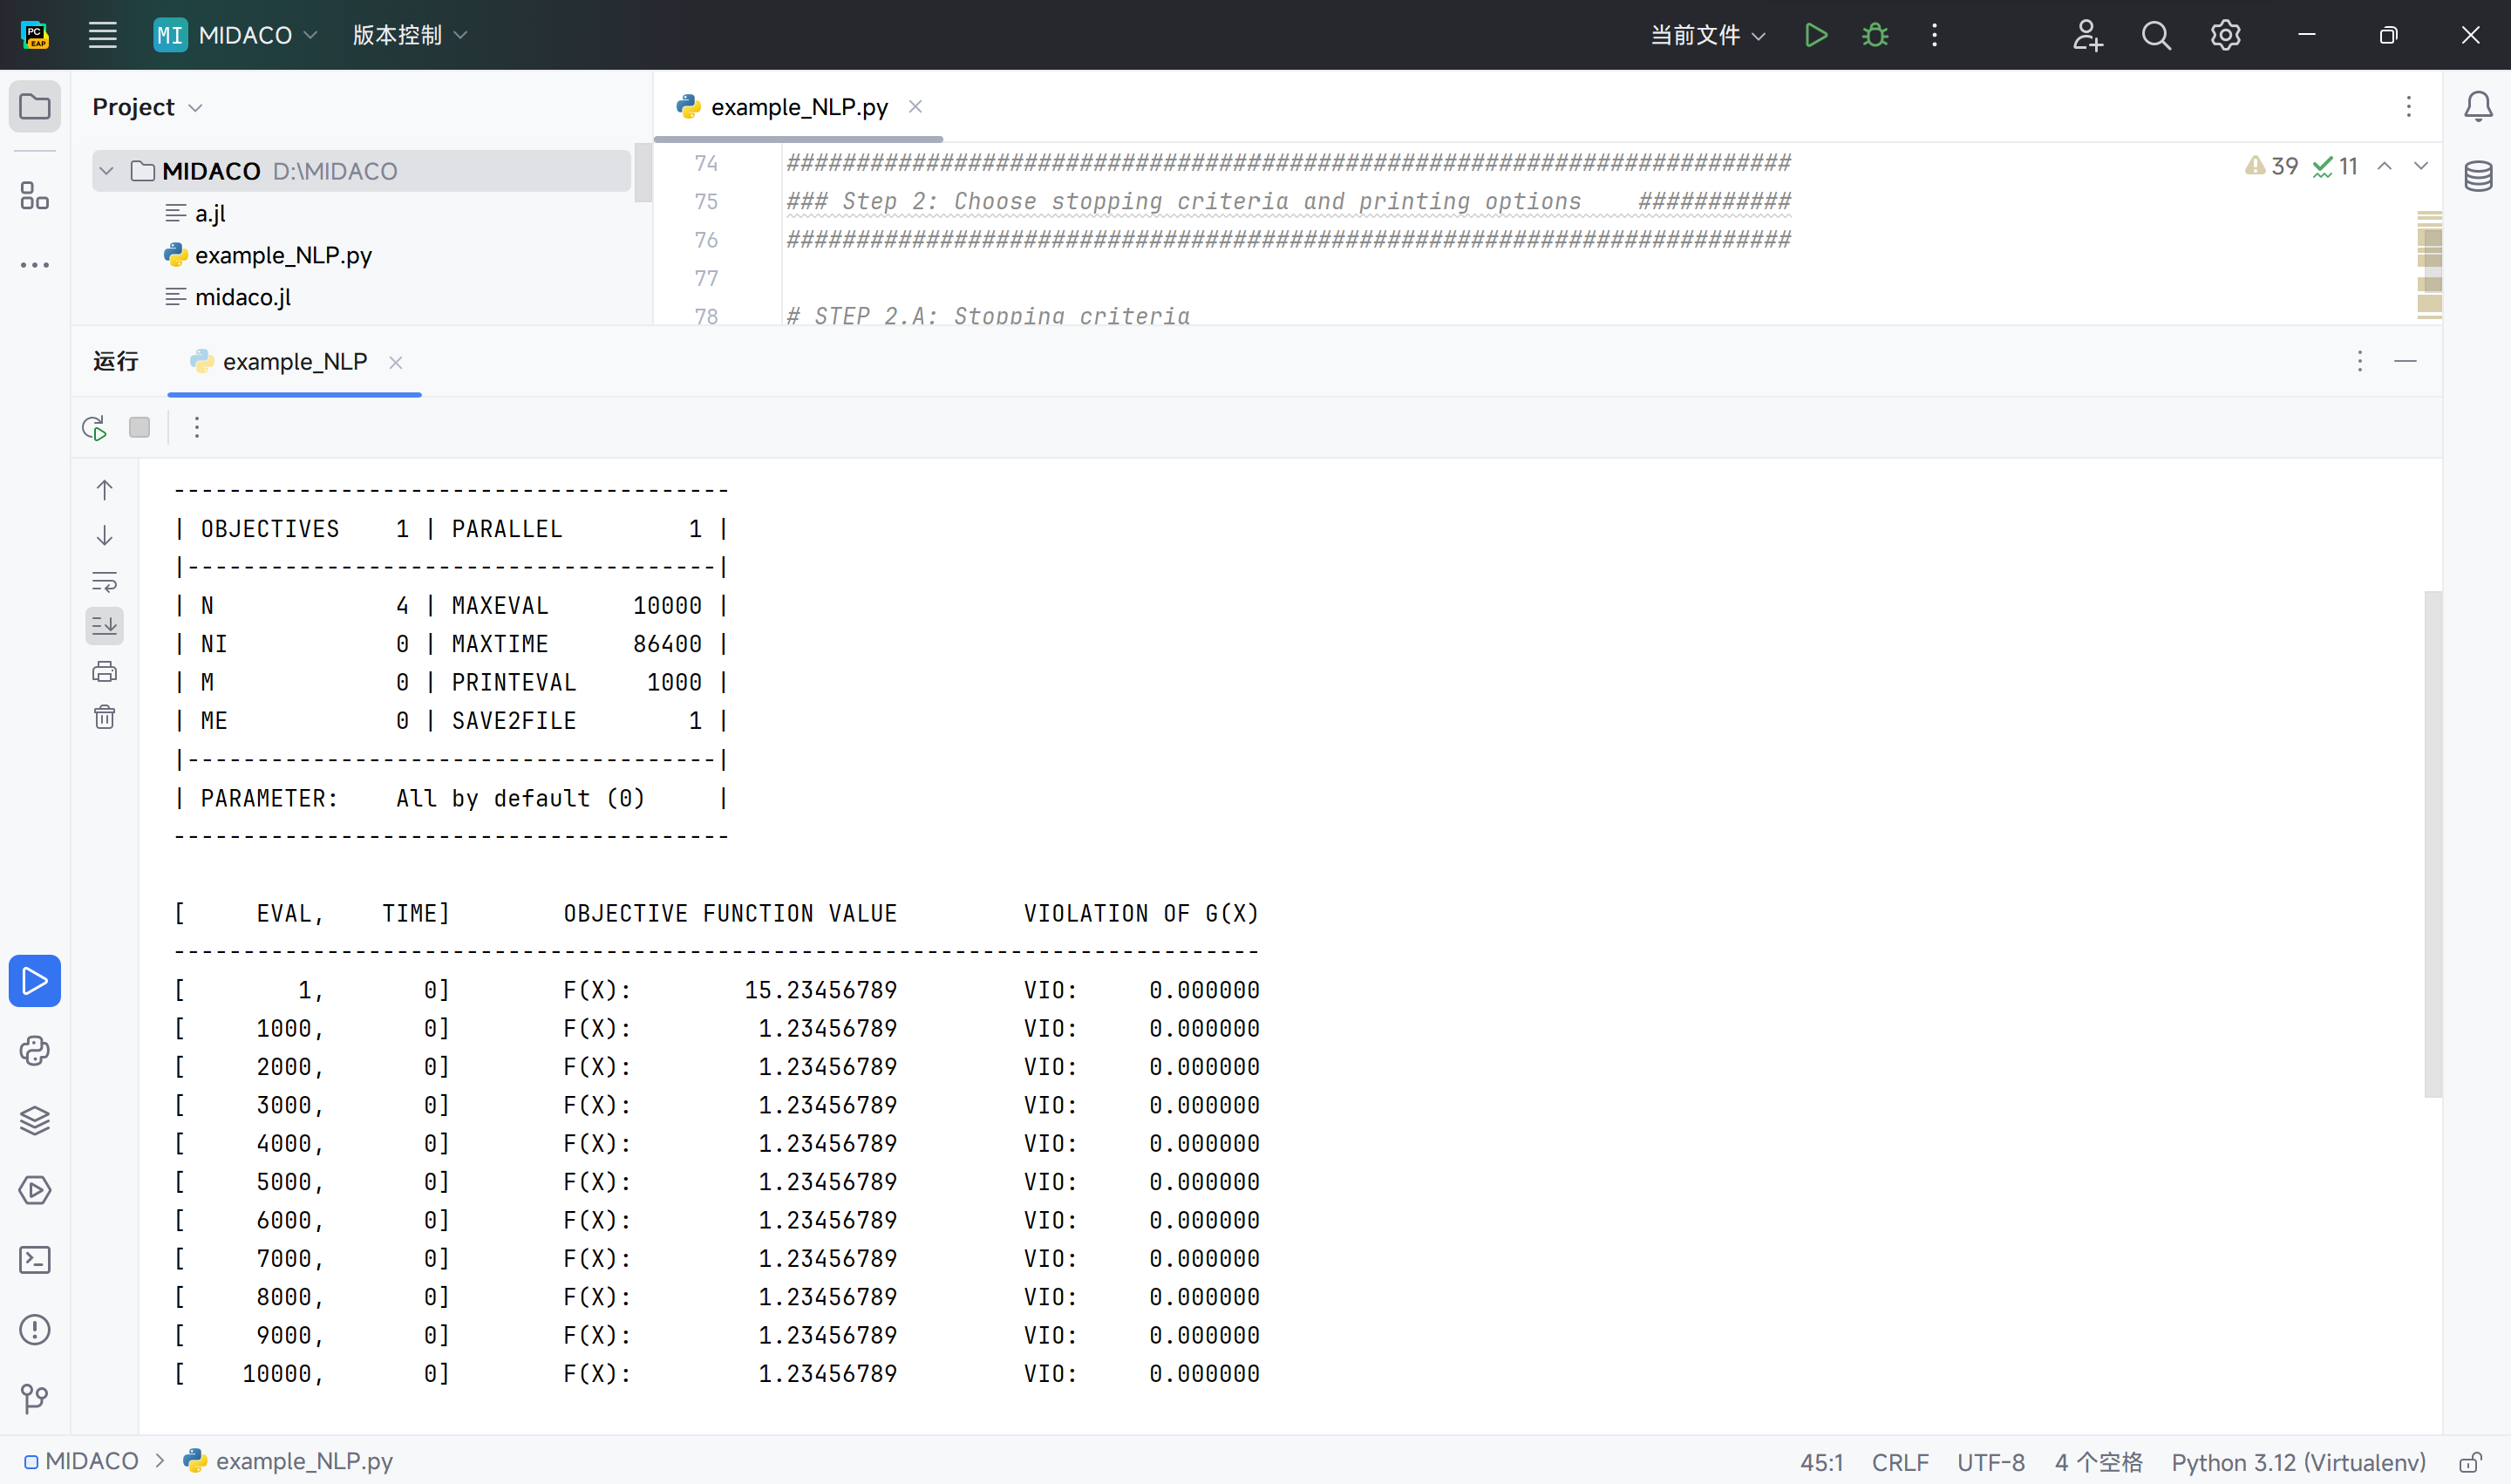 PC
EAP
MI MIDACO 版本控制 当前文件
Project
example_NLP.py
MIDACO D:\MIDACO
a.jl
example_NLP.py
midaco.jl
74 ########################################################################
75 ### Step 2: Choose stopping criteria and printing options    ###########
76 ########################################################################
77
78 # STEP 2.A: Stopping criteria
39 11
运行 example_NLP
----------------------------------------
| OBJECTIVES    1 | PARALLEL         1 |
|--------------------------------------|
| N             4 | MAXEVAL      10000 |
| NI            0 | MAXTIME      86400 |
| M             0 | PRINTEVAL     1000 |
| ME            0 | SAVE2FILE        1 |
|--------------------------------------|
| PARAMETER:    All by default (0)     |
----------------------------------------
[     EVAL,    TIME]        OBJECTIVE FUNCTION VALUE         VIOLATION OF G(X)
------------------------------------------------------------------------------
[        1,       0]        F(X):        15.23456789         VIO:     0.000000
[     1000,       0]        F(X):         1.23456789         VIO:     0.000000
[     2000,       0]        F(X):         1.23456789         VIO:     0.000000
[     3000,       0]        F(X):         1.23456789         VIO:     0.000000
[     4000,       0]        F(X):         1.23456789         VIO:     0.000000
[     5000,       0]        F(X):         1.23456789         VIO:     0.000000
[     6000,       0]        F(X):         1.23456789         VIO:     0.000000
[     7000,       0]        F(X):         1.23456789         VIO:     0.000000
[     8000,       0]        F(X):         1.23456789         VIO:     0.000000
[     9000,       0]        F(X):         1.23456789         VIO:     0.000000
[    10000,       0]        F(X):         1.23456789         VIO:     0.000000
MIDACO > example_NLP.py 45:1 CRLF UTF-8 4 个空格 Python 3.12 (Virtualenv)